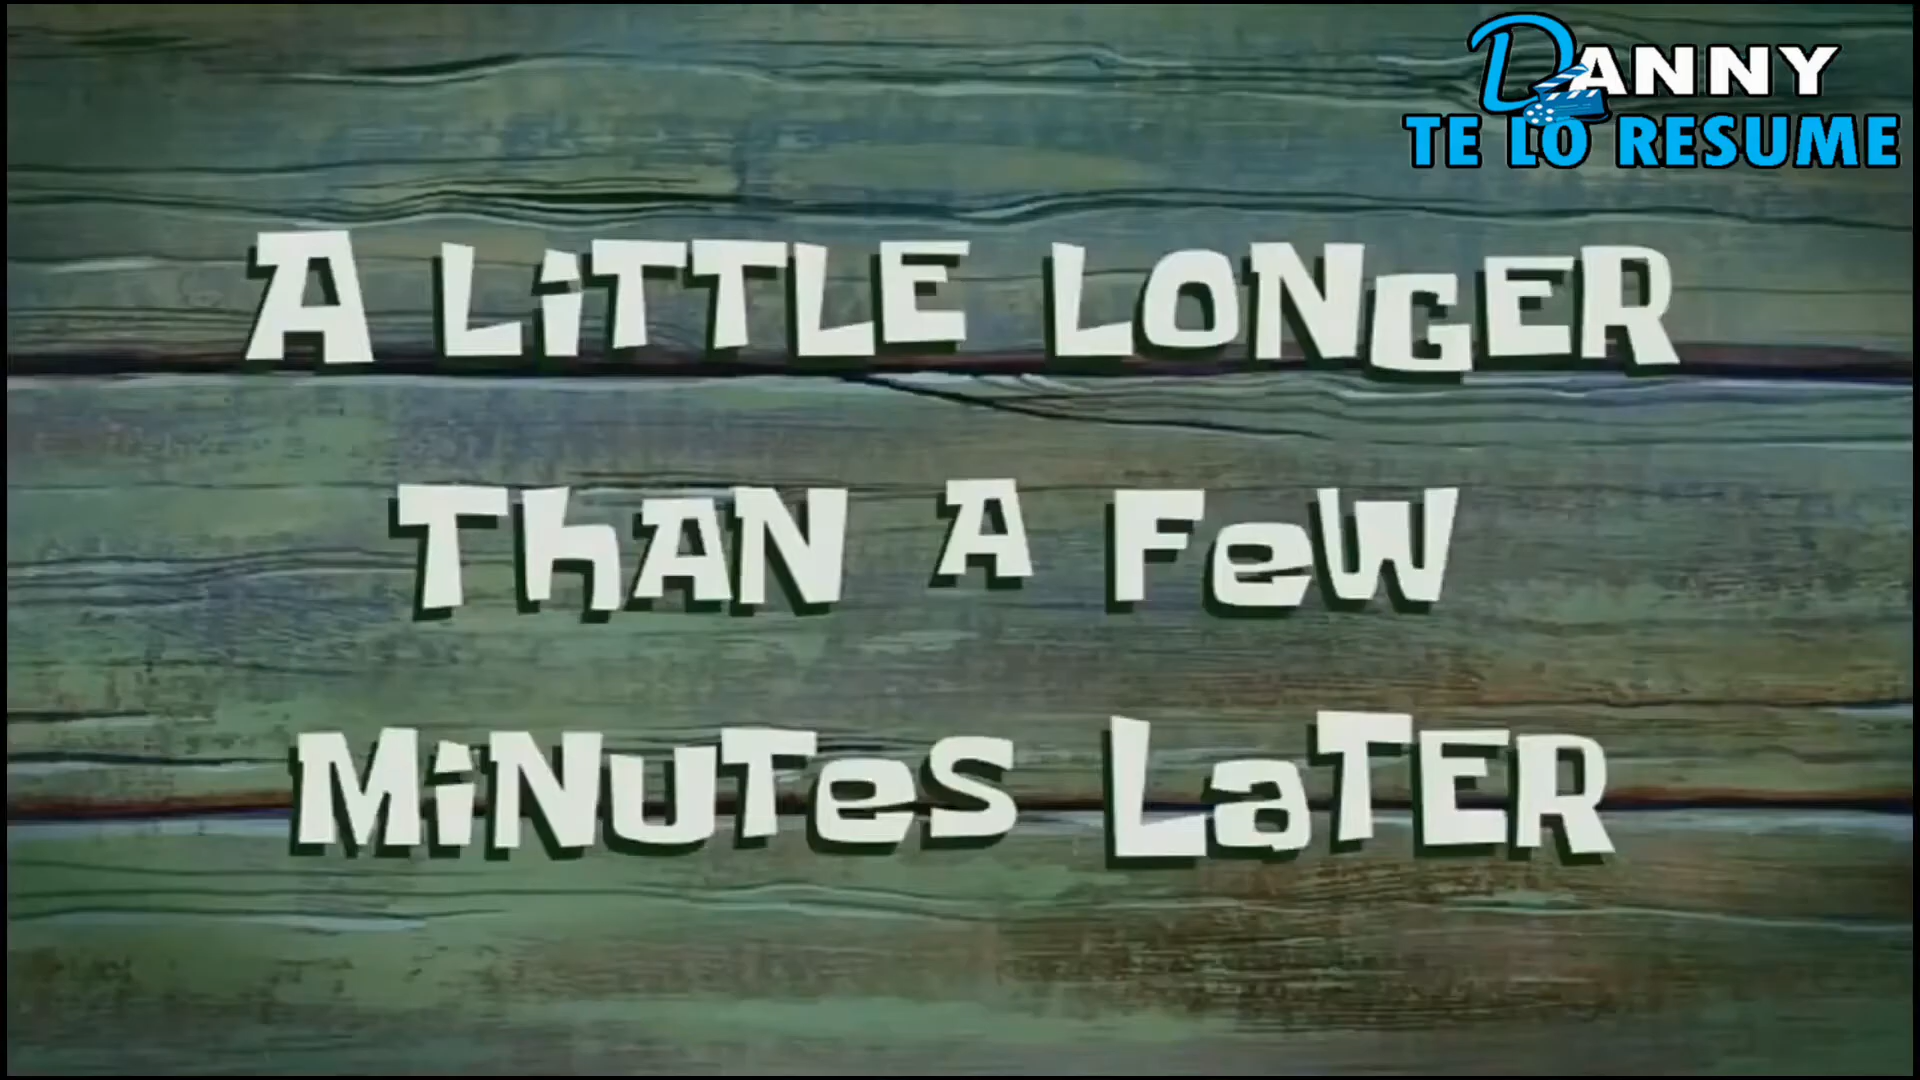 DANNY
TE LO RESUME
A LiTTLE LONGER
ThAN A FeW
MiNUTeS LaTER